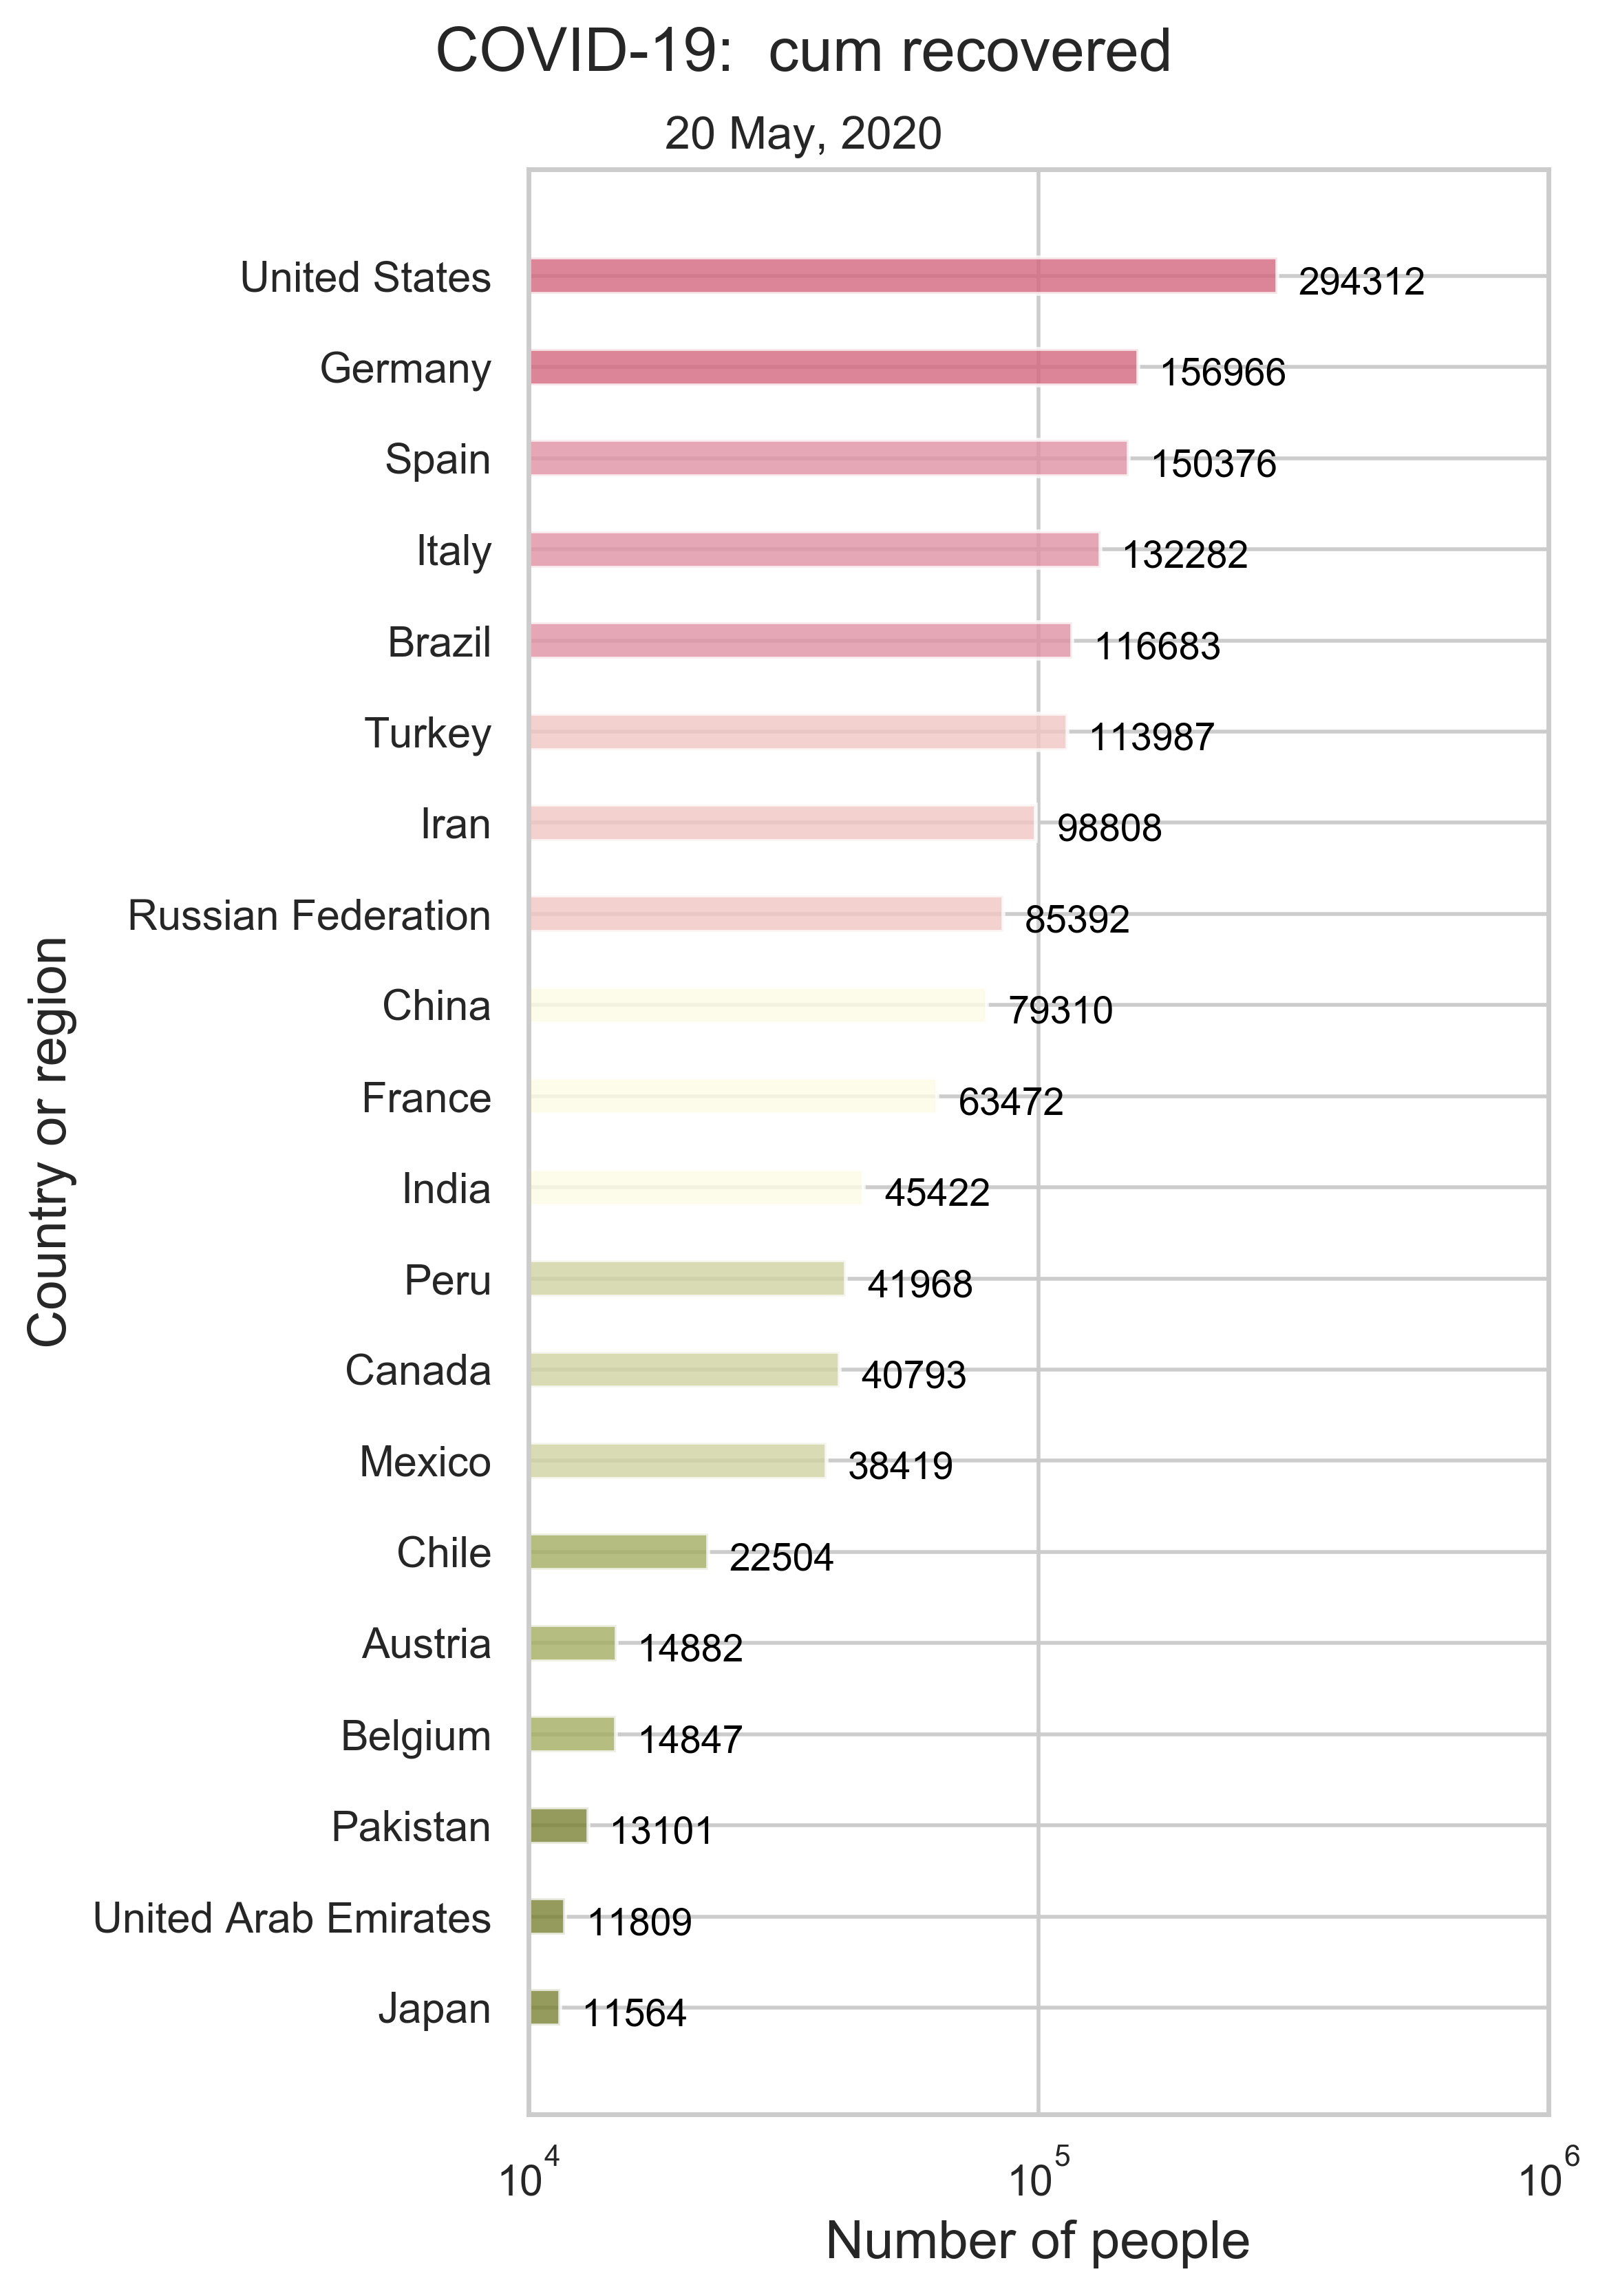 COVID-19:  cum recovered
20 May, 2020
United States 294312
Germany 156966
Spain 150376
Italy 132282
Brazil 116683
Turkey 113987
Iran 98808
Russian Federation 85392
China 79310
France 63472
India 45422
Peru 41968
Canada 40793
Mexico 38419
Chile 22504
Austria 14882
Belgium 14847
Pakistan 13101
United Arab Emirates 11809
Japan 11564
Country or region
10^4 10^5 10^6
Number of people